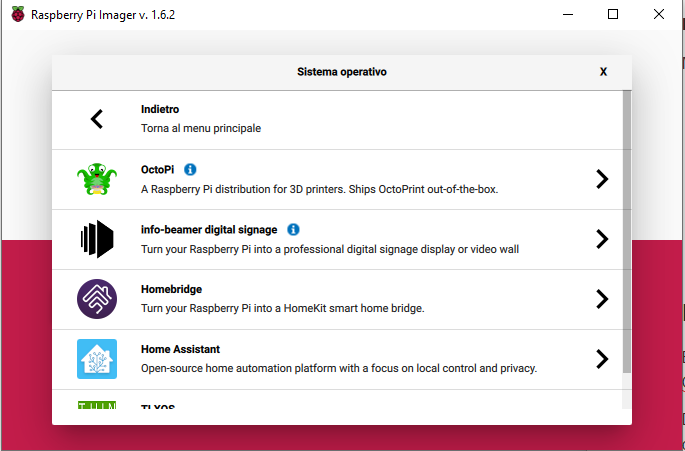 Raspberry Pi Imager v. 1.6.2
Sistema operativo
X
Indietro
Torna al menu principale
OctoPi
A Raspberry Pi distribution for 3D printers. Ships OctoPrint out-of-the-box.
info-beamer digital signage
Turn your Raspberry Pi into a professional digital signage display or video wall
Homebridge
Turn your Raspberry Pi into a HomeKit smart home bridge.
Home Assistant
Open-source home automation platform with a focus on local control and privacy.